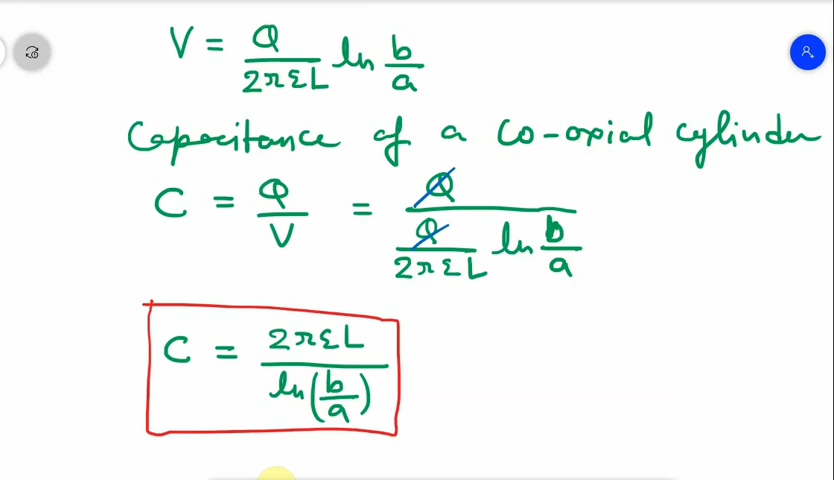 V = Q / 2πεL ln b/a
Capacitance of a co-axial cylinder
C = Q / V = Q / (Q / 2πεL ln b/a)
C = 2πεL / ln(b/a)